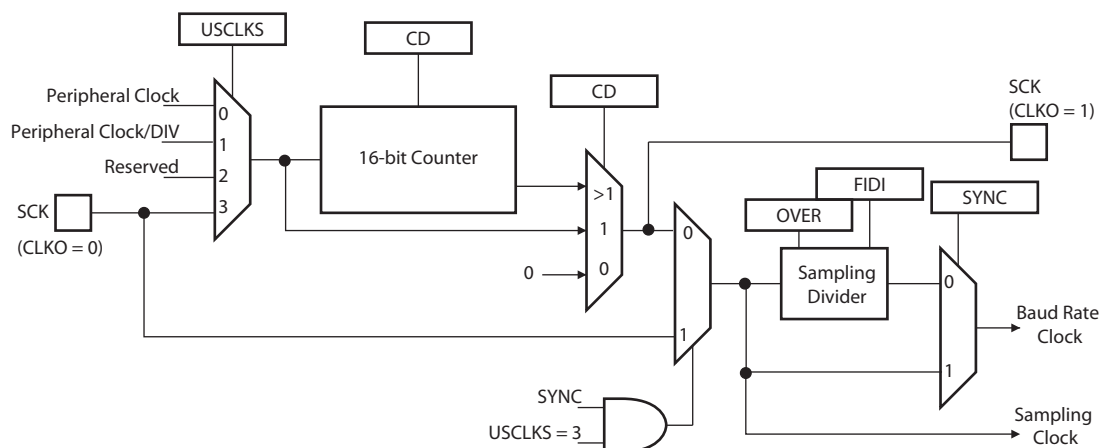 USCLKS
CD
CD
SCK
(CLKO = 1)
Peripheral Clock
Peripheral Clock/DIV
Reserved
SCK
(CLKO = 0)
0
1
2
3
16-bit Counter
>1
1
0
0
0
1
FIDI
OVER
SYNC
Sampling
Divider
0
1
Baud Rate
Clock
SYNC
USCLKS = 3
Sampling
Clock